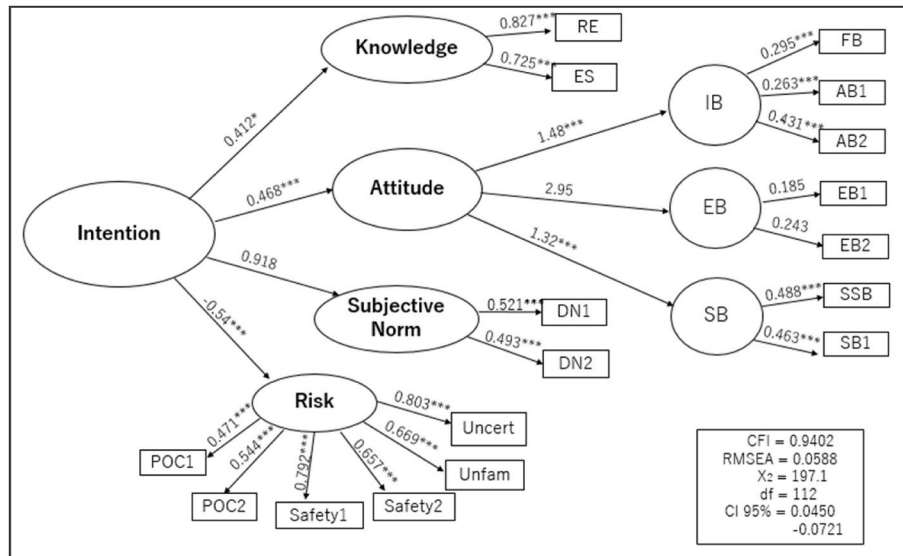 0.827***
RE
Knowledge
0.725***
ES
0.295***
FB
0.263***
AB1
IB
0.431***
AB2
0.412*
1.48***
0.468***
Attitude
2.95
EB
0.185
EB1
0.243
EB2
Intention
1.32***
0.918
0.488***
SSB
SB
0.463***
SB1
Subjective
Norm
0.521***
DN1
0.493***
DN2
-0.54***
Risk
0.803***
Uncert
0.669***
Unfam
0.471***
POC1
0.544***
POC2
0.792***
Safety1
0.657***
Safety2
CFI = 0.9402
RMSEA = 0.0588
X2 = 197.1
df = 112
CI 95% = 0.0450
-0.0721